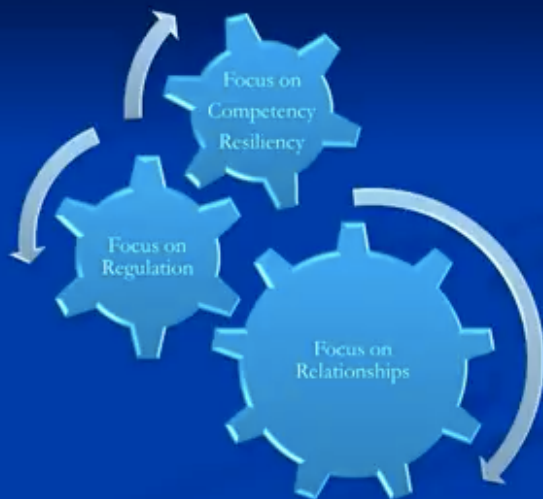 Focus on
Competency
Resiliency
Focus on
Regulation
Focus on
Relationships